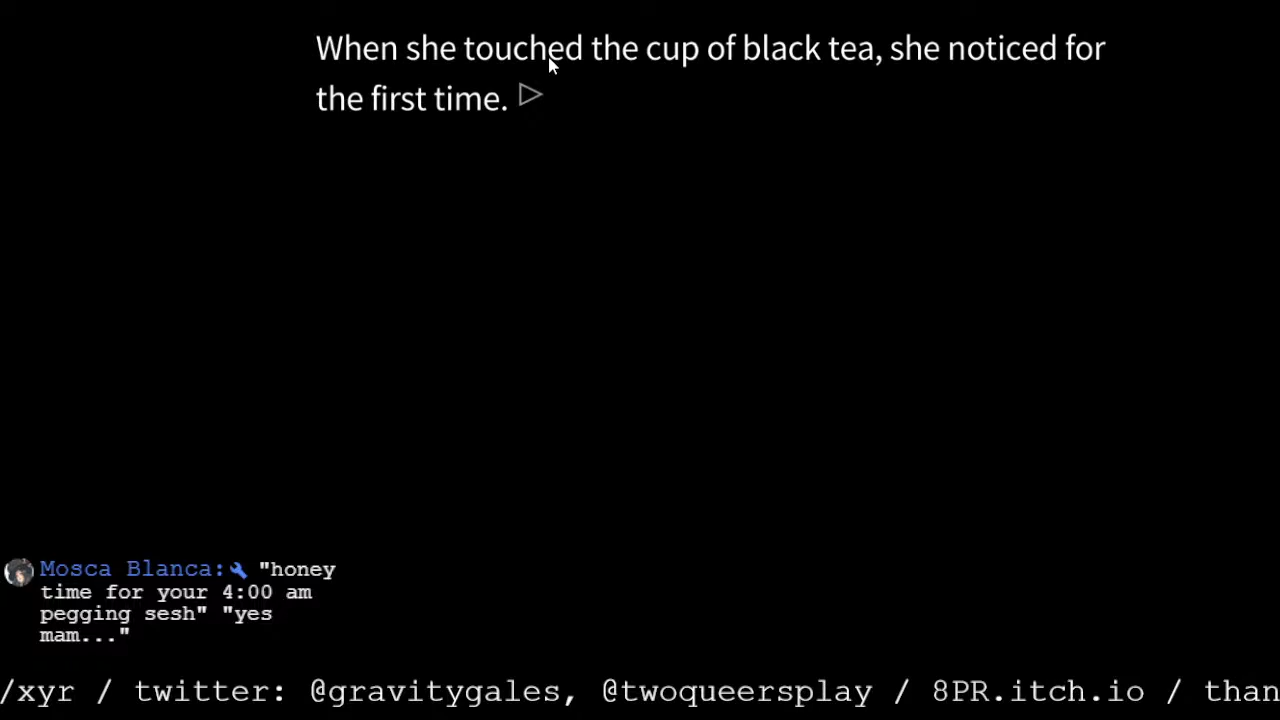 When she touched the cup of black tea, she noticed for
the first time.
Mosca Blanca: "honey
time for your 4:00 am
pegging sesh" "yes
mam..."
/xyr / twitter: @gravitygales, @twoqueersplay / 8PR.itch.io / than